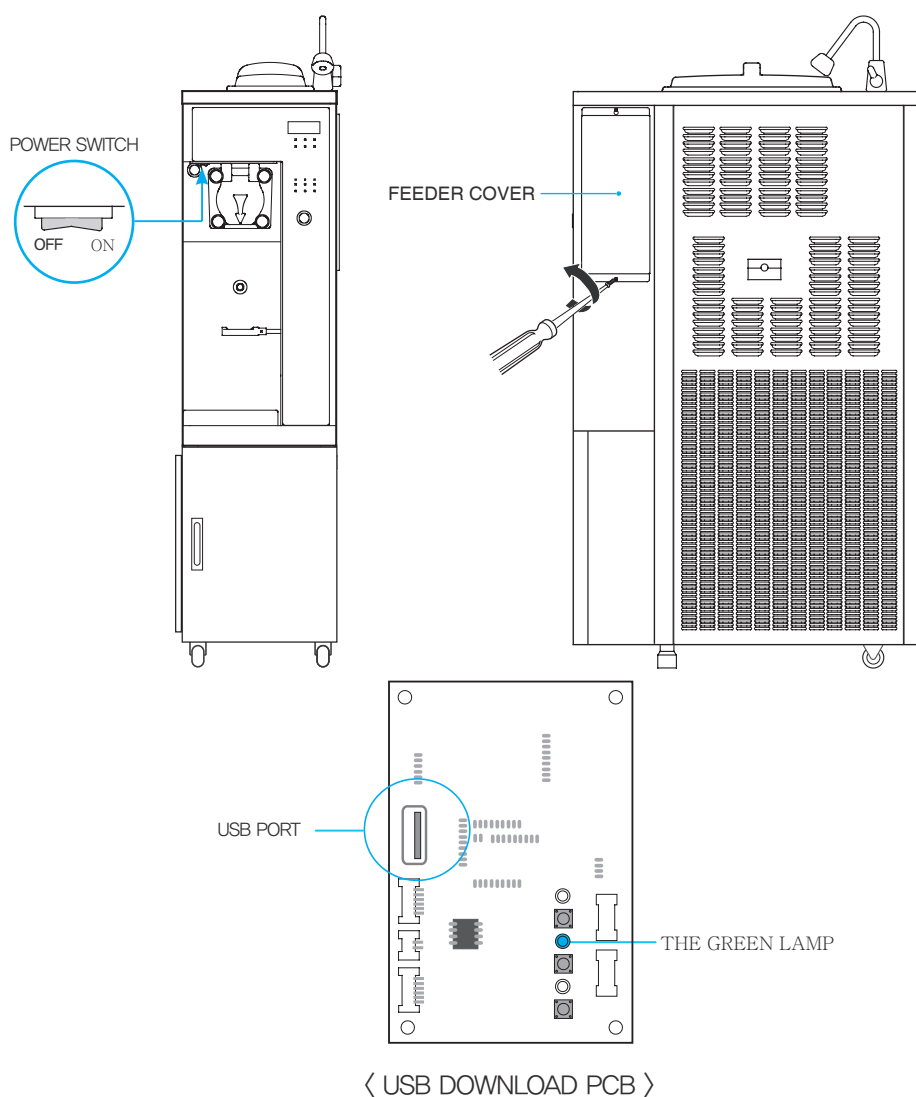 POWER SWITCH
OFF ON
FEEDER COVER
USB PORT
THE GREEN LAMP
〈 USB DOWNLOAD PCB 〉